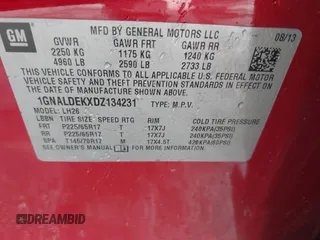 GM
MFD BY GENERAL MOTORS LLC
08/13
GVWR GAWR FRT GAWR RR
2250 KG 1175 KG 1240 KG
4960 LB 2590 LB 2733 LB
THIS VEHICLE CONFORMS TO ALL APPLICABLE U.S.
FEDERAL MOTOR VEHICLE SAFETY, BUMPER, AND
THEFT PREVENTION STANDARDS IN EFFECT ON THE DATE
OF MANUFACTURE SHOWN ABOVE.
1GNALDEKXDZ134231 TYPE: M.P.V.
MODEL: LH26
LBBN TIRE SIZE SPEED RTG RIM COLD TIRE PRESSURE
FRT P225/65R17 T 17X7J 240KPA(35PSI)
RR P225/65R17 T 17X7J 240KPA(35PSI)
SPA T145/70R17 M 17X4.5T 420KPA(60PSI)
SEE OWNER'S MANUAL
© DREAMBID
DREAMBID.COM